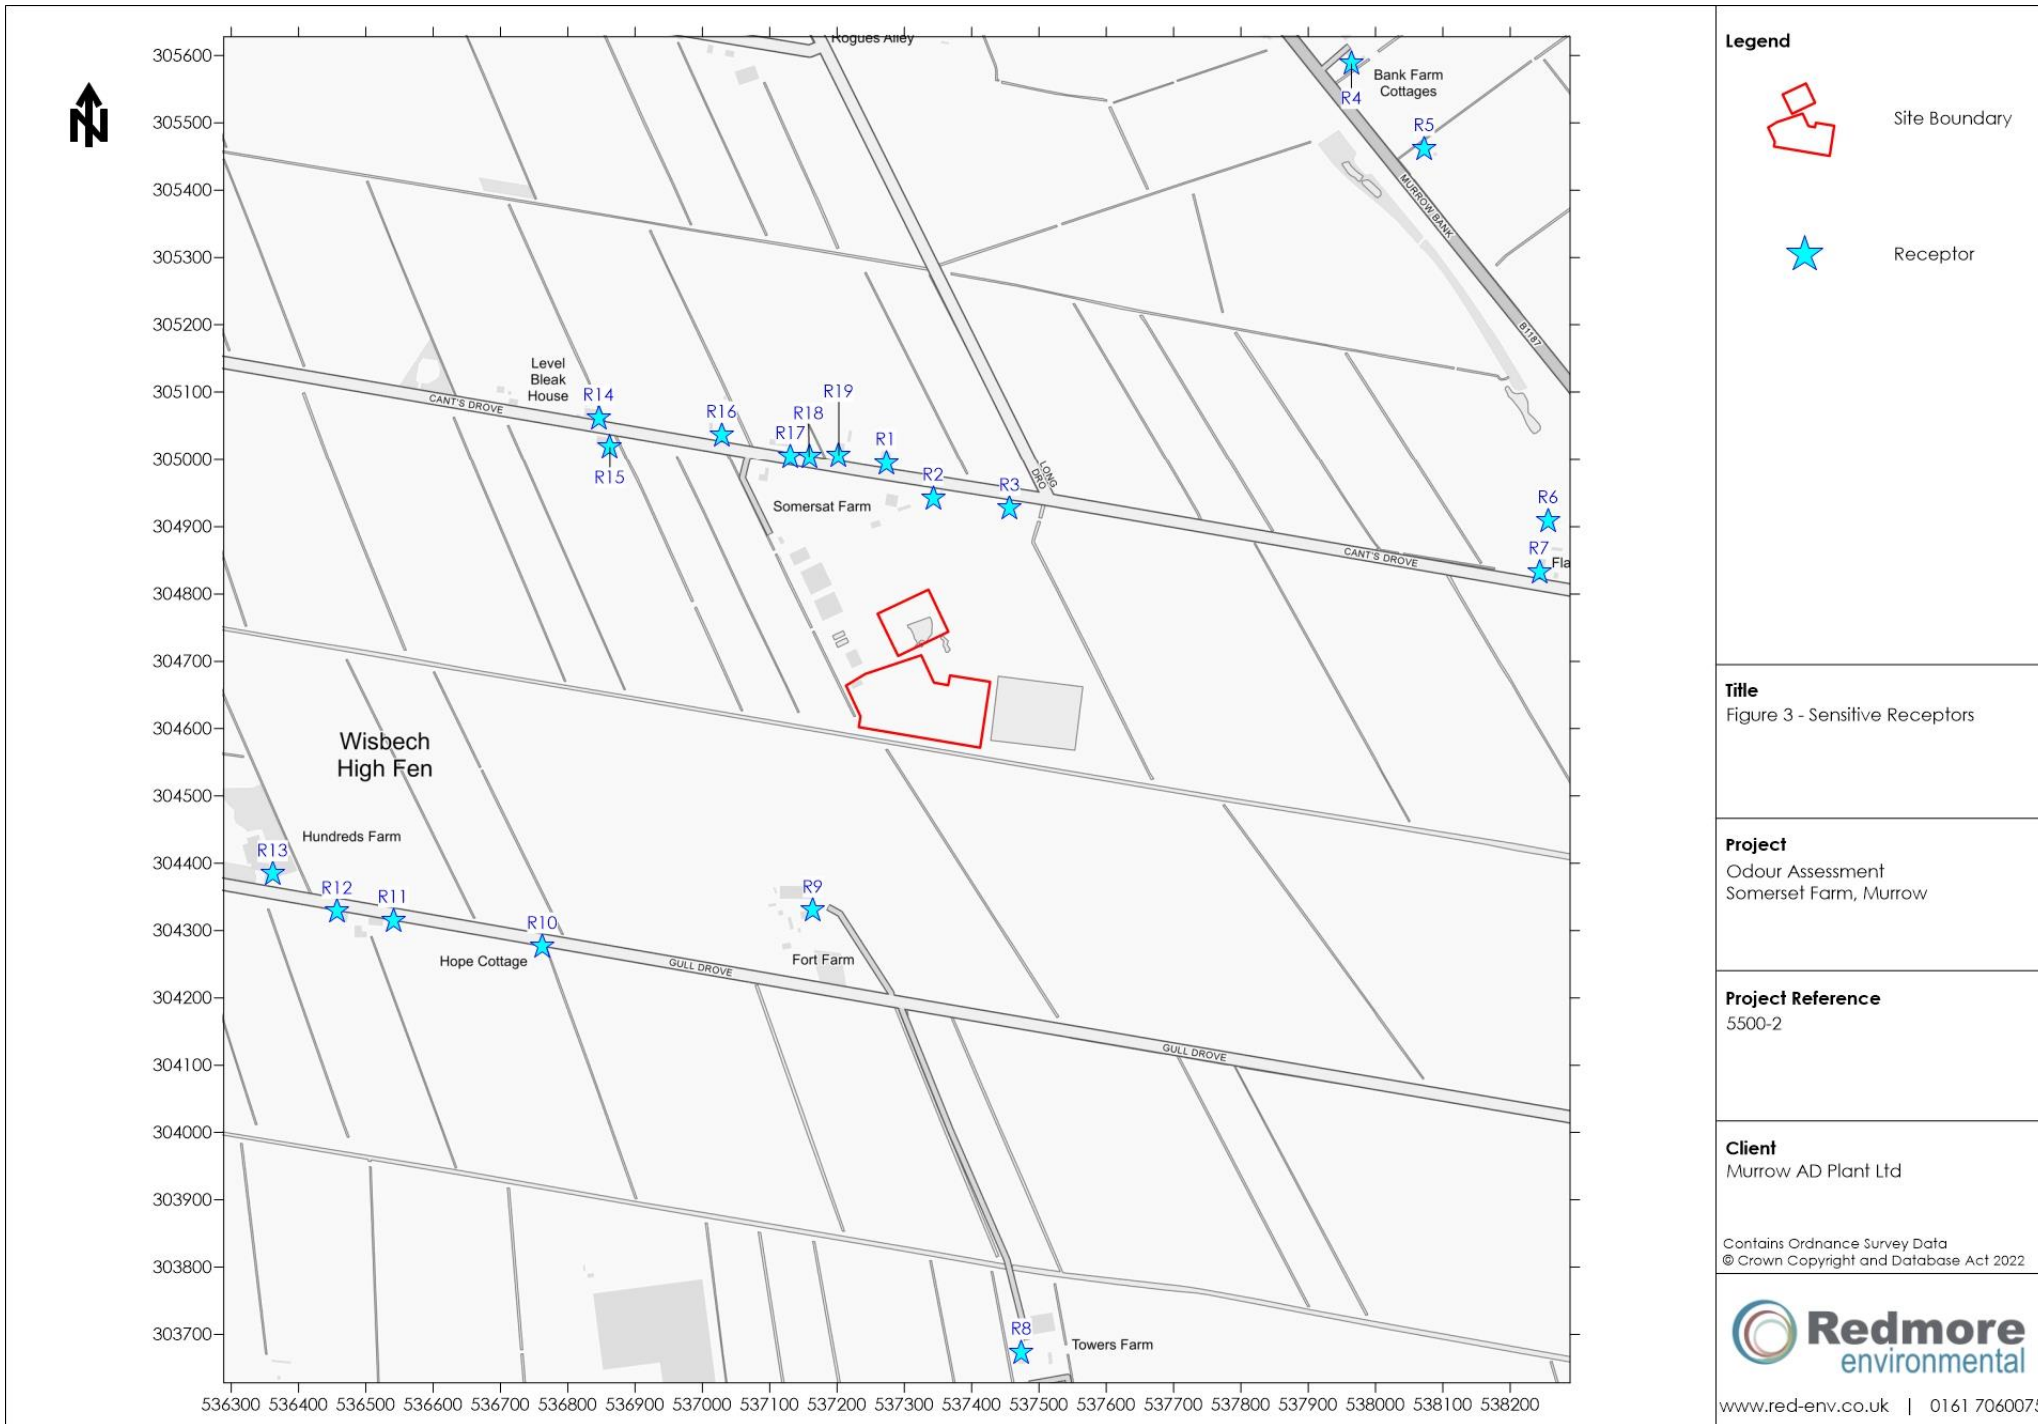 Rogues Alley
Bank Farm
Cottages
R4
R5
MURROW BANK
B1187
Level
Bleak
House
CANT'S DROVE
R14
R15
R16
R17
R18
R19
R1
R2
R3
LONG
DRO
Somersat Farm
CANT'S DROVE
R6
R7
Fla
Wisbech
High Fen
Hundreds Farm
R13
R12
R11
R10
Hope Cottage
GULL DROVE
R9
Fort Farm
GULL DROVE
R8
Towers Farm
305600
305500
305400
305300
305200
305100
305000
304900
304800
304700
304600
304500
304400
304300
304200
304100
304000
303900
303800
303700
536300 536400 536500 536600 536700 536800 536900 537000 537100 537200 537300 537400 537500 537600 537700 537800 537900 538000 538100 538200
Legend
Site Boundary
Receptor
Title
Figure 3 - Sensitive Receptors
Project
Odour Assessment
Somerset Farm, Murrow
Project Reference
5500-2
Client
Murrow AD Plant Ltd
Contains Ordnance Survey Data
© Crown Copyright and Database Act 2022
Redmore
environmental
www.red-env.co.uk | 0161 7060075